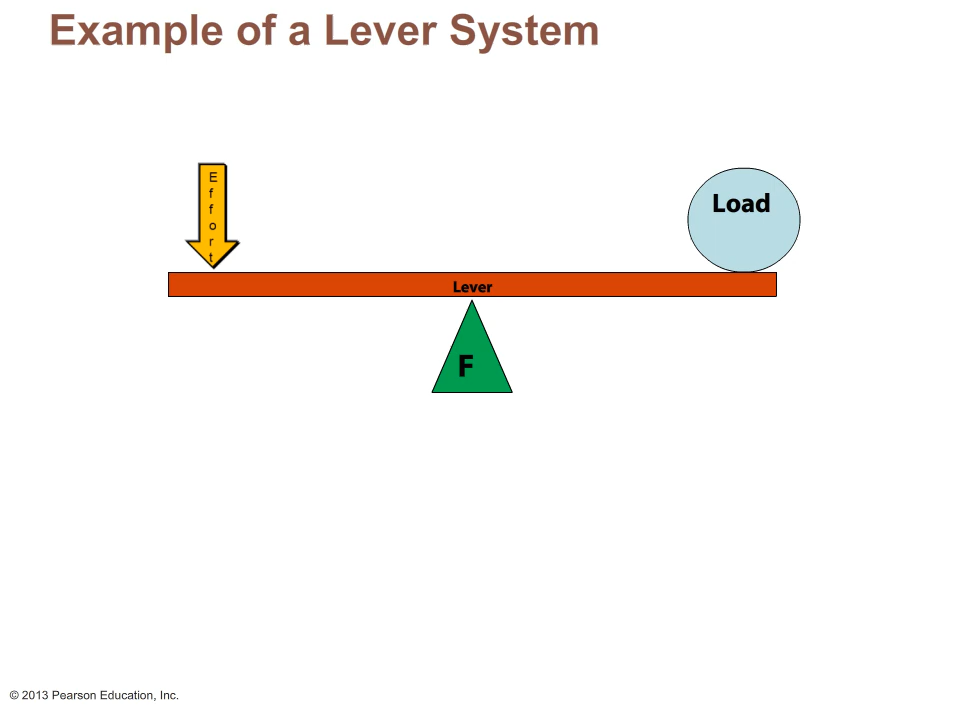 Example of a Lever System
Effort
Load
Lever
F
© 2013 Pearson Education, Inc.